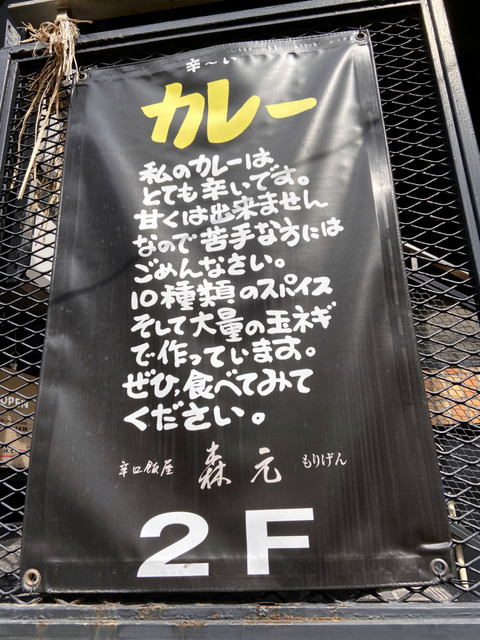 辛〜い
カレー
私のカレーは
とても辛いです。
甘くは出来ません
なので苦手な方には
ごめんなさい。
10種類のスパイス
そして大量の玉ネギ
で作っています。
ぜひ、食べてみて
ください。
辛口飯屋 森元 もりげん
2F
OPEN